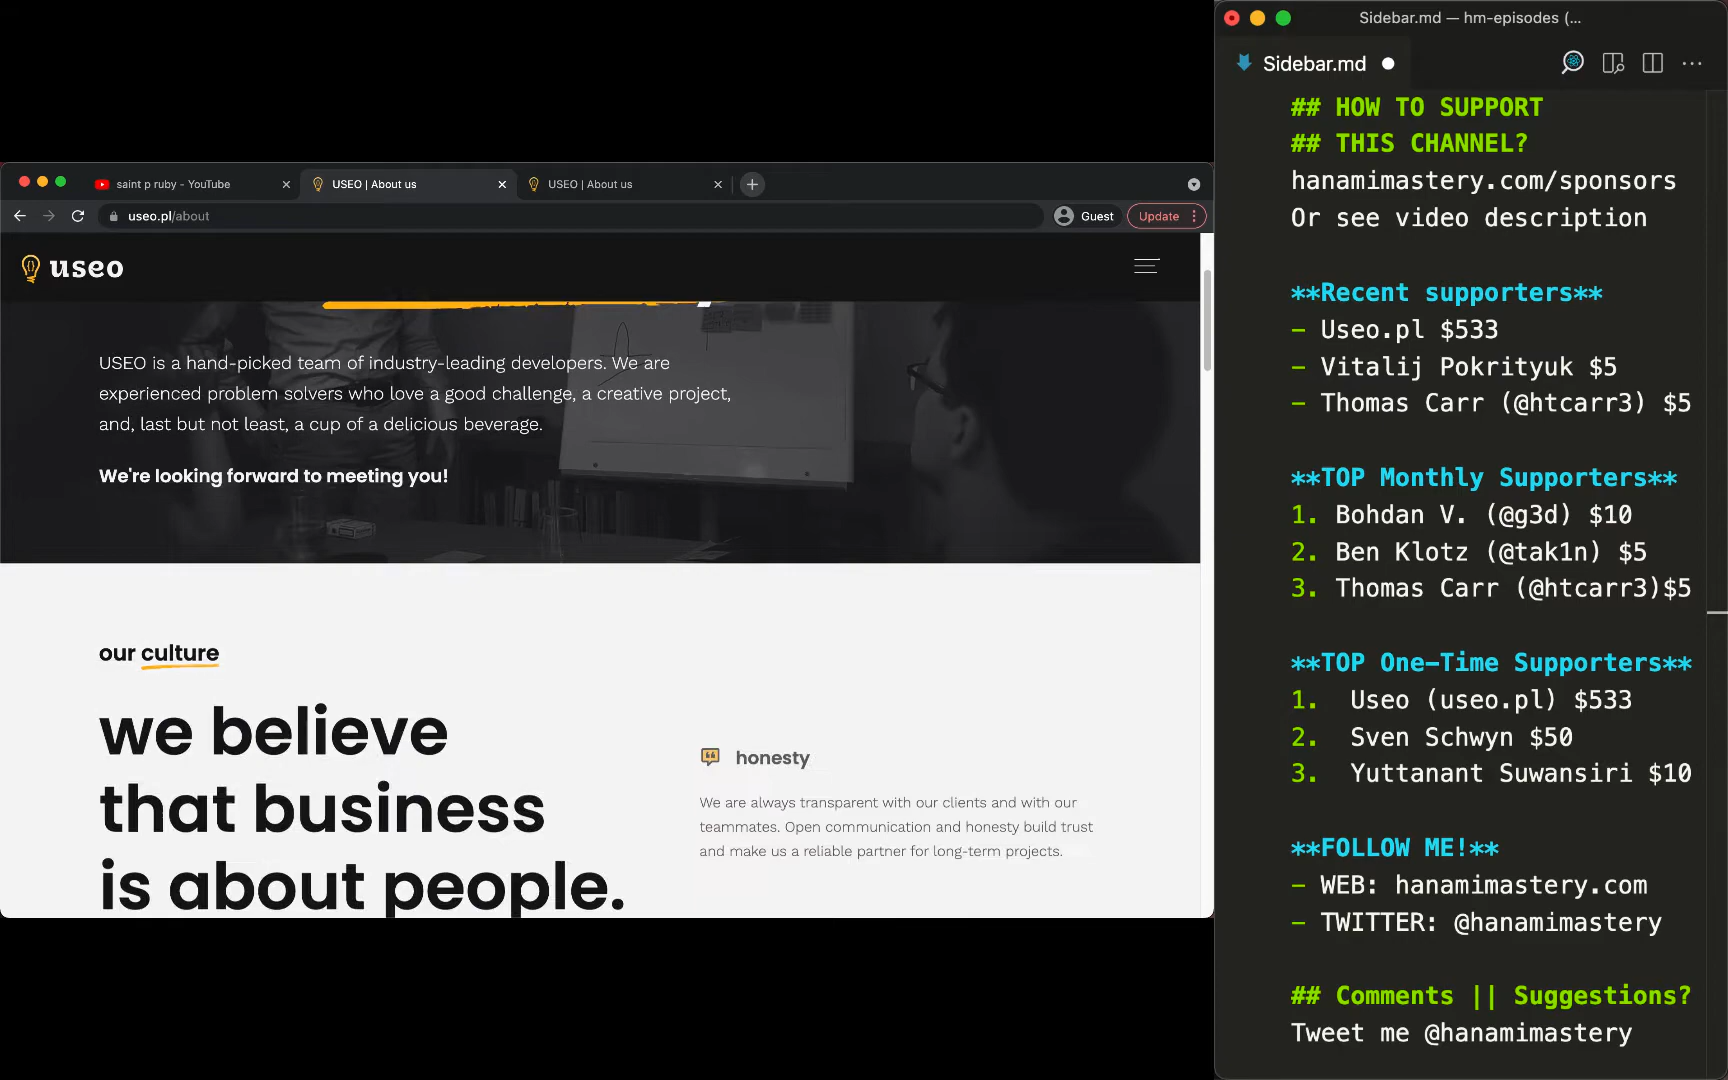 saint p ruby - YouTube
USEO | About us
USEO | About us
useo.pl/about
Guest
Update
useo
USEO is a hand-picked team of industry-leading developers. We are
experienced problem solvers who love a good challenge, a creative project,
and, last but not least, a cup of a delicious beverage.
We're looking forward to meeting you!
our culture
we believe
that business
is about people.
honesty
We are always transparent with our clients and with our
teammates. Open communication and honesty build trust
and make us a reliable partner for long-term projects.
Sidebar.md — hm-episodes (...
Sidebar.md
## HOW TO SUPPORT
## THIS CHANNEL?
hanamimastery.com/sponsors
Or see video description
**Recent supporters**
- Useo.pl $533
- Vitalij Pokrityuk $5
- Thomas Carr (@htcarr3) $5
**TOP Monthly Supporters**
1. Bohdan V. (@g3d) $10
2. Ben Klotz (@tak1n) $5
3. Thomas Carr (@htcarr3)$5
**TOP One-Time Supporters**
1. Useo (useo.pl) $533
2. Sven Schwyn $50
3. Yuttanant Suwansiri $10
**FOLLOW ME!**
- WEB: hanamimastery.com
- TWITTER: @hanamimastery
## Comments || Suggestions?
Tweet me @hanamimastery